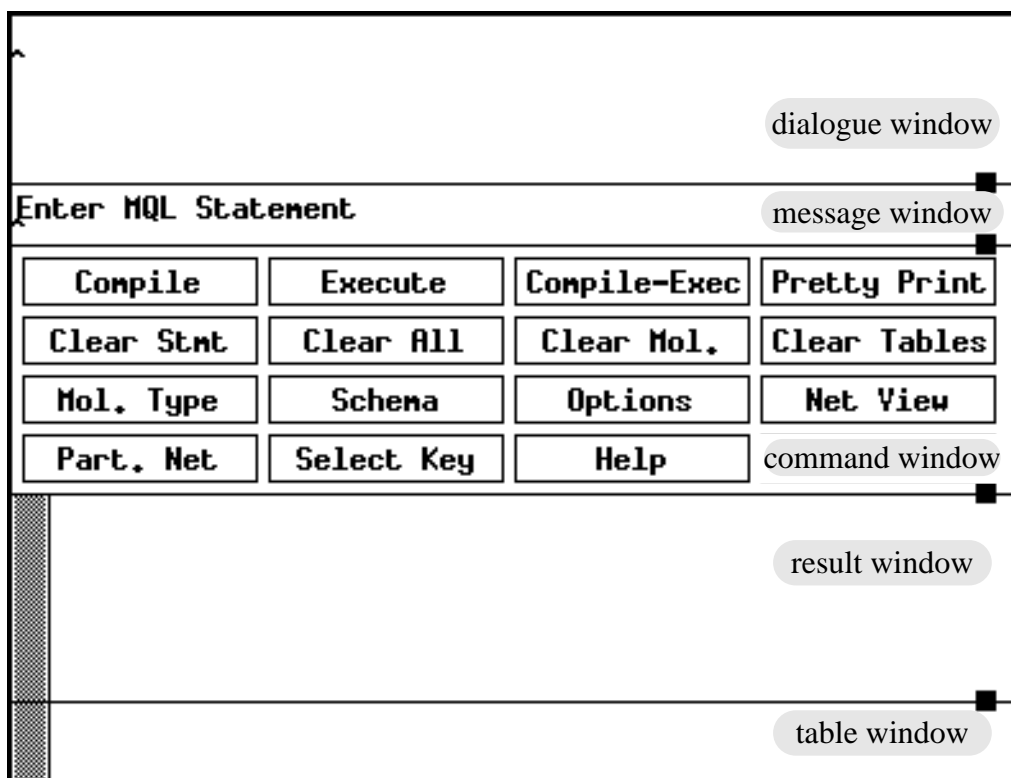 dialogue window
Enter MQL Statement
message window
Compile Execute Compile-Exec Pretty Print
Clear Stmt Clear All Clear Mol. Clear Tables
Mol. Type Schema Options Net View
Part. Net Select Key Help command window
result window
table window